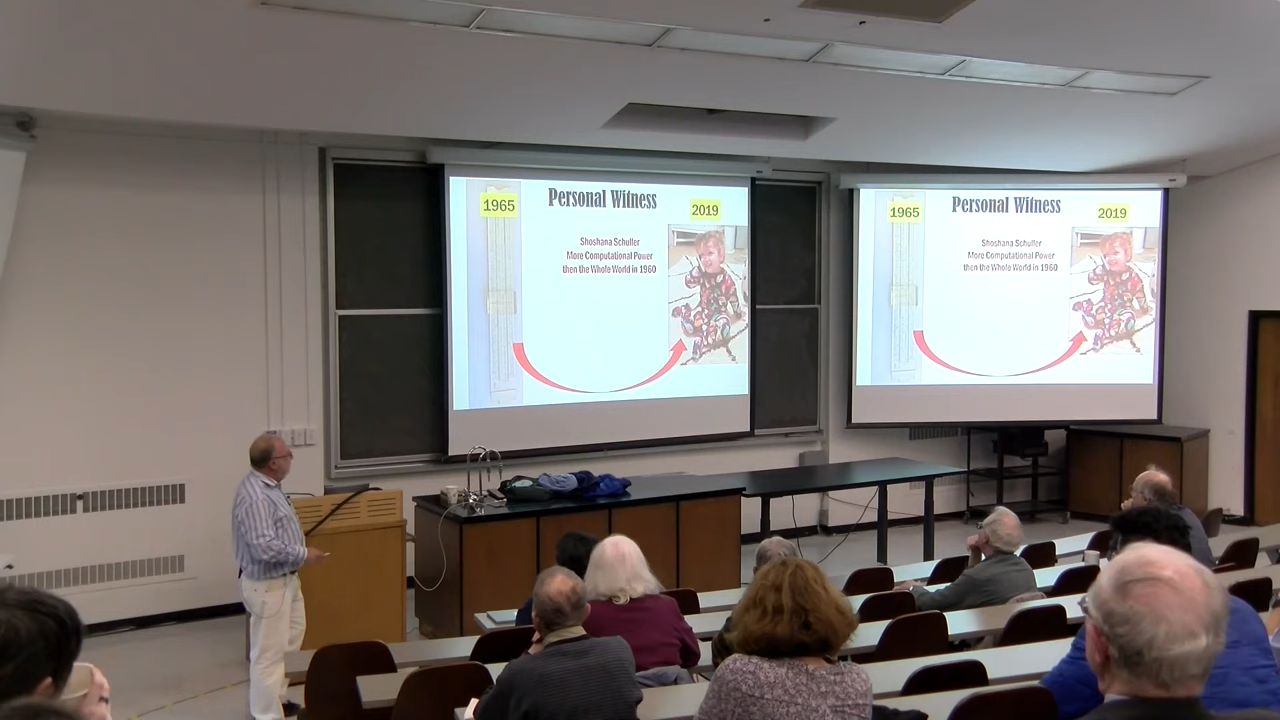 1965
Personal Witness
2019
Shoshana Schuller
More Computational Power
then the Whole World in 1960
1965
Personal Witness
2019
Shoshana Schuller
More Computational Power
then the Whole World in 1960